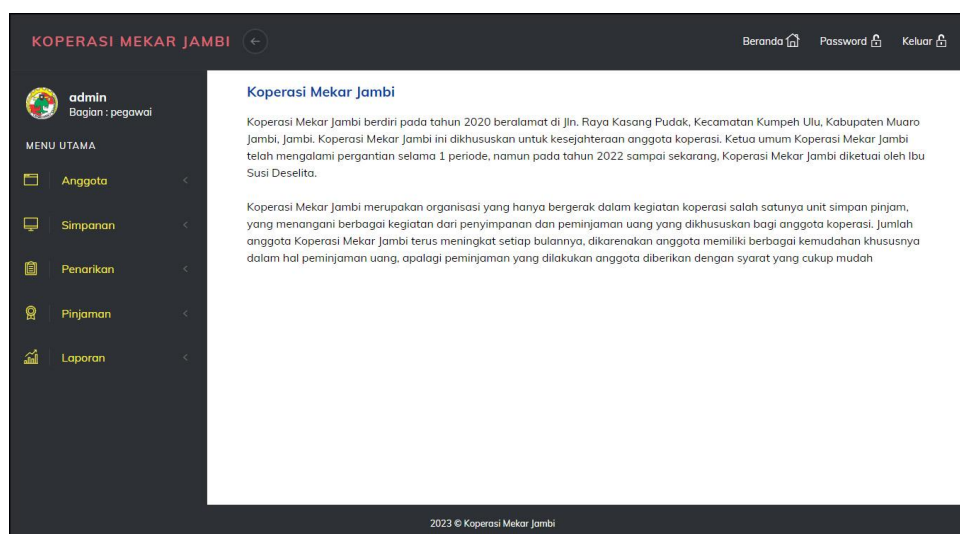 KOPERASI MEKAR JAMBI
Beranda Password Keluar
admin
Bagian : pegawai
MENU UTAMA
Anggota
Simpanan
Penarikan
Pinjaman
Laporan
Koperasi Mekar Jambi
Koperasi Mekar Jambi berdiri pada tahun 2020 beralamat di Jln. Raya Kasang Pudak, Kecamatan Kumpeh Ulu, Kabupaten Muaro
Jambi, Jambi. Koperasi Mekar Jambi ini dikhususkan untuk kesejahteraan anggota koperasi. Ketua umum Koperasi Mekar Jambi
telah mengalami pergantian selama 1 periode, namun pada tahun 2022 sampai sekarang, Koperasi Mekar Jambi diketuai oleh Ibu
Susi Deselita.
Koperasi Mekar Jambi merupakan organisasi yang hanya bergerak dalam kegiatan koperasi salah satunya unit simpan pinjam,
yang menangani berbagai kegiatan dari penyimpanan dan peminjaman uang yang dikhususkan bagi anggota koperasi. Jumlah
anggota Koperasi Mekar Jambi terus meningkat setiap bulannya, dikarenakan anggota memiliki berbagai kemudahan khususnya
dalam hal peminjaman uang, apalagi peminjaman yang dilakukan anggota diberikan dengan syarat yang cukup mudah
2023 © Koperasi Mekar Jambi